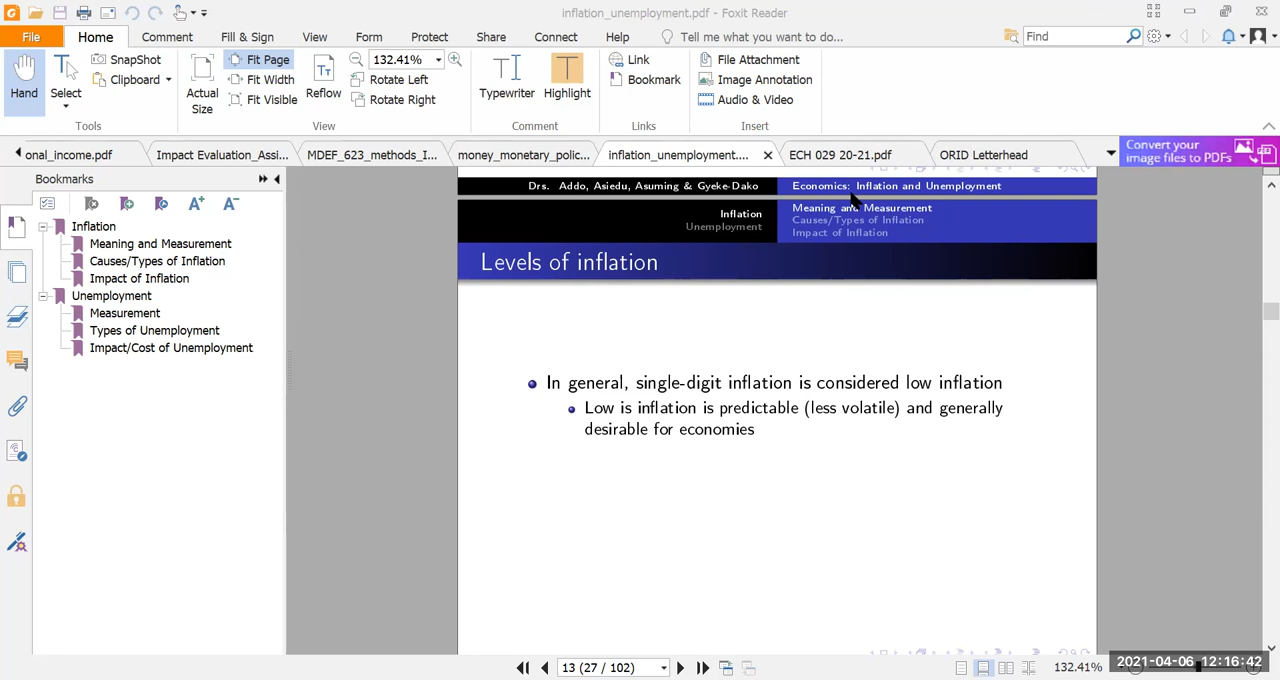 inflation_unemployment.pdf - Foxit Reader
File Home Comment Fill & Sign View Form Protect Share Connect Help Tell me what you want to do... Find
Hand
Select
SnapShot
Clipboard
Tools
Actual
Size
Fit Page
Fit Width
Fit Visible
Reflow
132.41%
Rotate Left
Rotate Right
View
Typewriter
Highlight
Comment
Link
Bookmark
Links
File Attachment
Image Annotation
Audio & Video
Insert
onal_income.pdf Impact Evaluation_Assi... MDEF_623_methods_I... money_monetary_polic... inflation_unemployment.... ECH 029 20-21.pdf ORID Letterhead
Convert your
image files to PDFs
Bookmarks
Inflation
Meaning and Measurement
Causes/Types of Inflation
Impact of Inflation
Unemployment
Measurement
Types of Unemployment
Impact/Cost of Unemployment
Drs. Addo, Asiedu, Asuming & Gyeke-Dako Economics: Inflation and Unemployment
Inflation
Unemployment
Meaning and Measurement
Causes/Types of Inflation
Impact of Inflation
Levels of inflation
In general, single-digit inflation is considered low inflation
Low is inflation is predictable (less volatile) and generally
desirable for economies
13 (27 / 102)
132.41%
2021-04-06 12:16:42